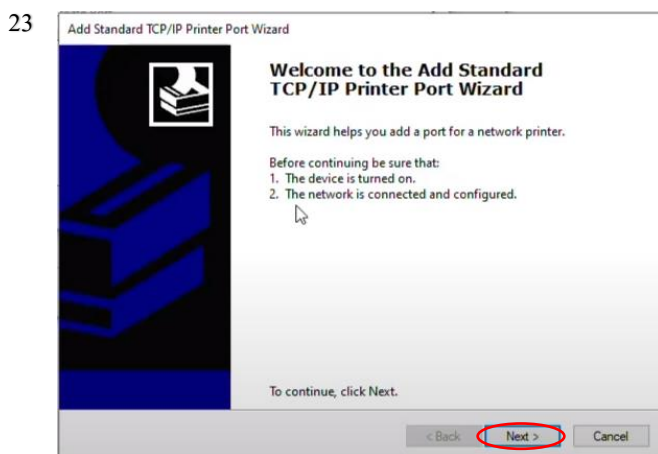 23
Add Standard TCP/IP Printer Port Wizard
Welcome to the Add Standard
TCP/IP Printer Port Wizard
This wizard helps you add a port for a network printer.
Before continuing be sure that:
1. The device is turned on.
2. The network is connected and configured.
To continue, click Next.
< Back Next > Cancel